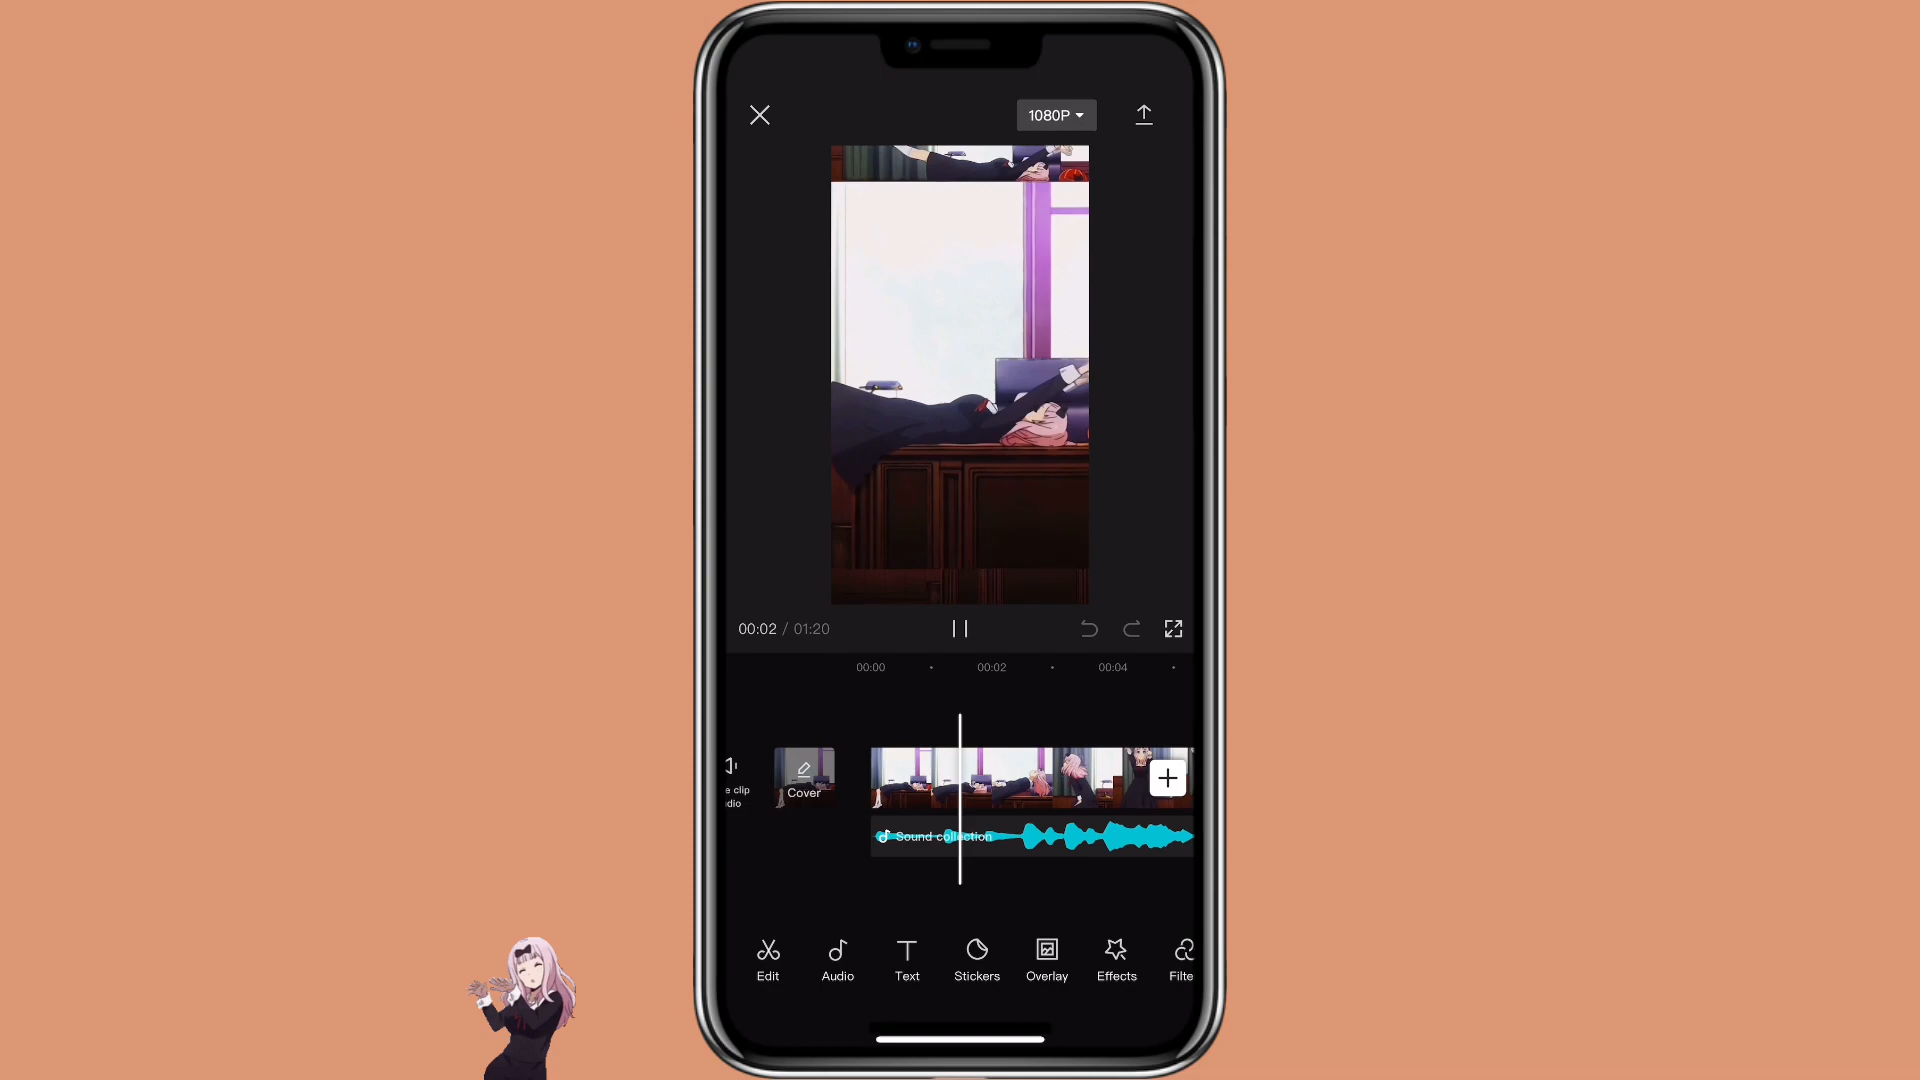 1080P
00:02 / 01:20
00:00 00:02 00:04
e clip
dio
Cover
Sound collection
Edit Audio Text Stickers Overlay Effects Filte